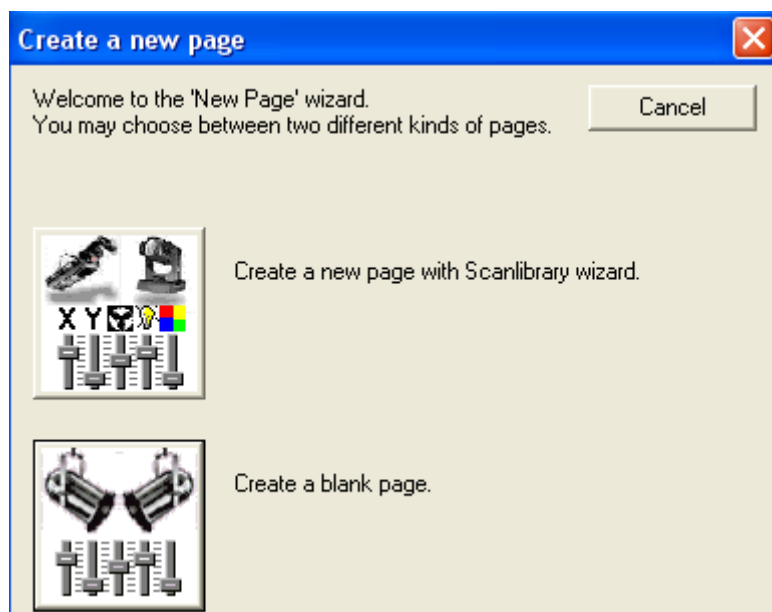 Create a new page
Welcome to the 'New Page' wizard.
You may choose between two different kinds of pages.
Cancel
Create a new page with Scanlibrary wizard.
X Y
Create a blank page.